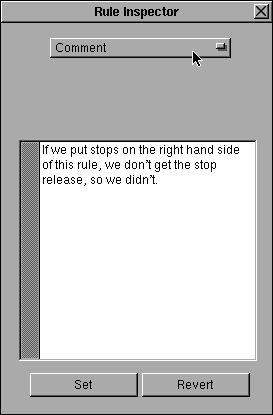 Rule Inspector
Comment
If we put stops on the right hand side
of this rule, we don't get the stop
release, so we didn't.
Set
Revert